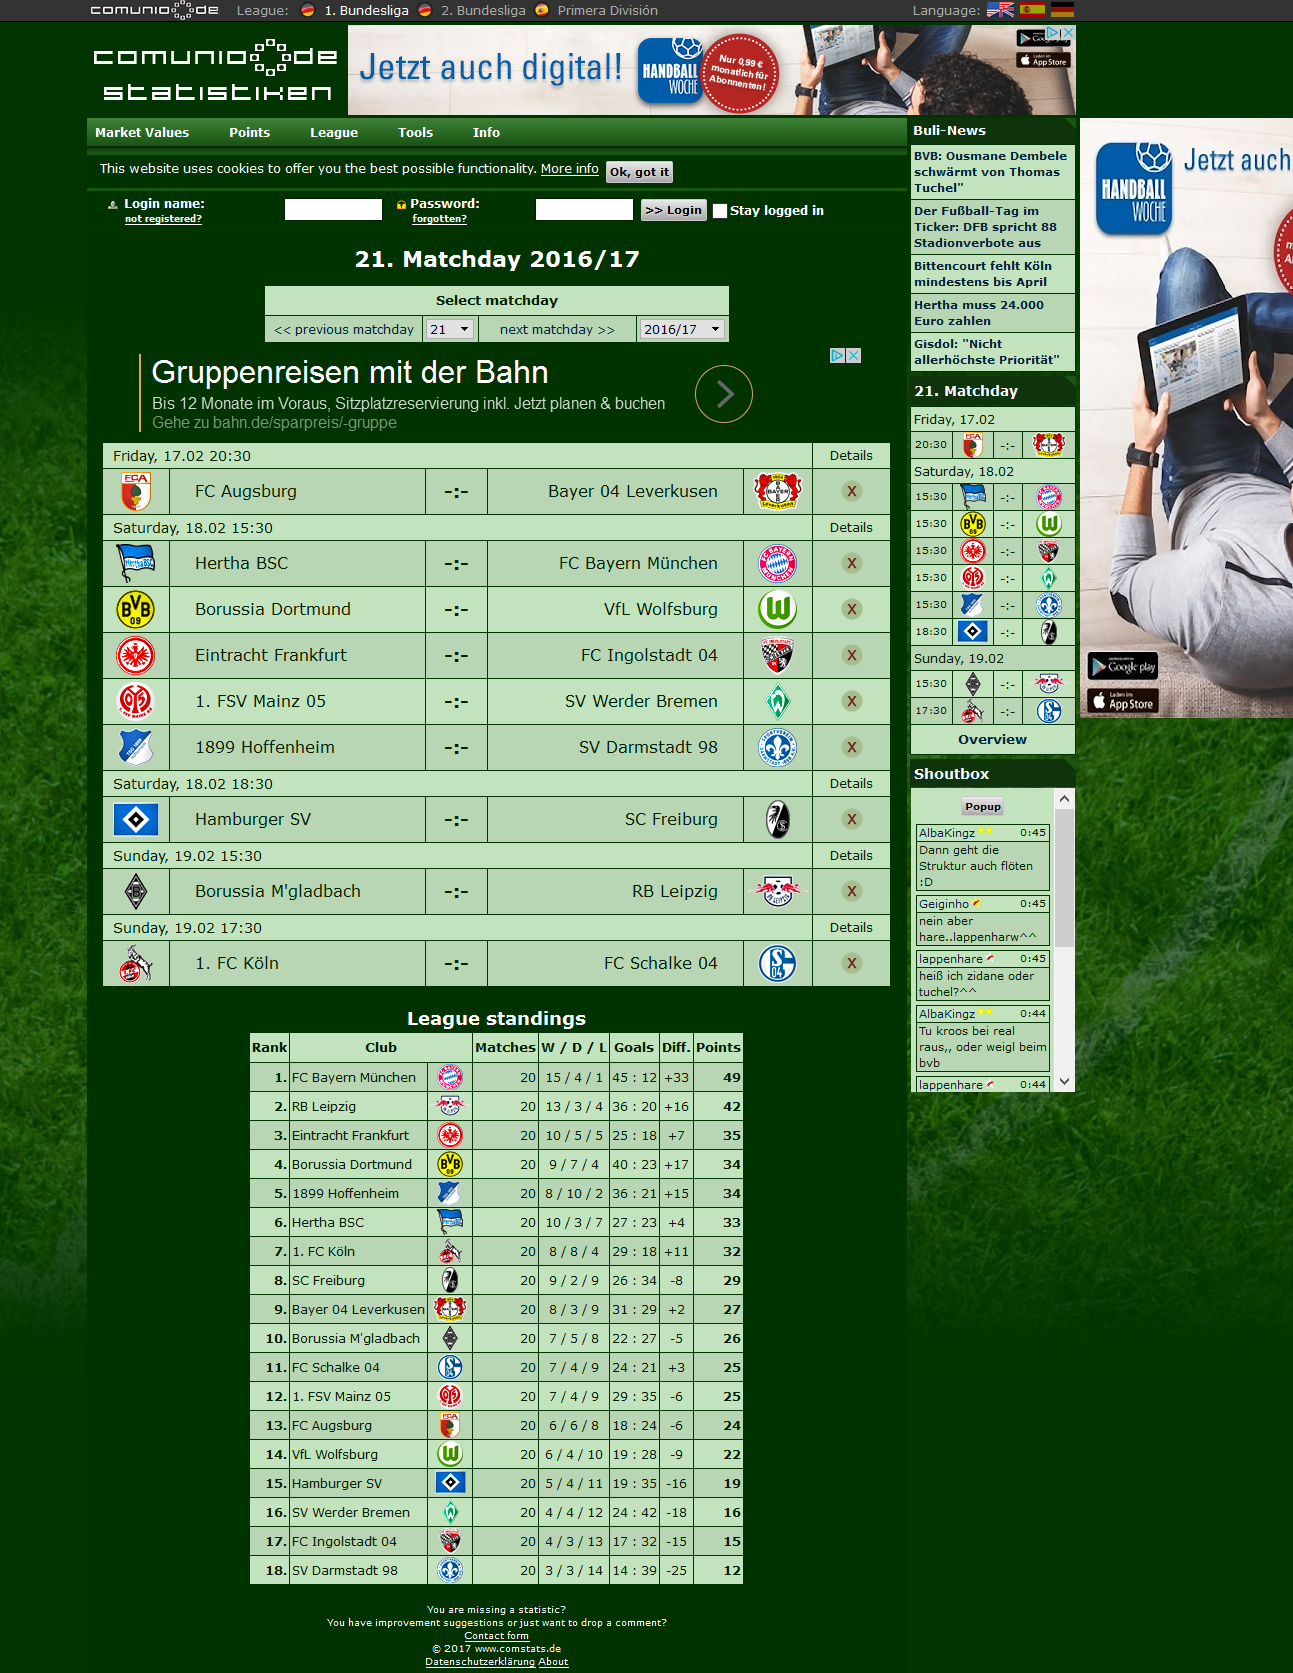 comunio de League: 1. Bundesliga 2. Bundesliga Primera División Language:
comunio de
statistiken
Jetzt auch digital!
HANDBALL
WOCHE
Nur 0,99 €
monatlich für
Abonnenten!
Google play
App Store
Market Values Points League Tools Info
This website uses cookies to offer you the best possible functionality. More info Ok, got it
Login name:
not registered?
Password:
forgotten?
>> Login
Stay logged in
21. Matchday 2016/17
Select matchday
<< previous matchday 21 next matchday >> 2016/17
Gruppenreisen mit der Bahn
Bis 12 Monate im Voraus, Sitzplatzreservierung inkl. Jetzt planen & buchen
Gehe zu bahn.de/sparpreis/-gruppe
Friday, 17.02 20:30 Details
FC Augsburg -:- Bayer 04 Leverkusen X
Saturday, 18.02 15:30 Details
Hertha BSC -:- FC Bayern München X
Borussia Dortmund -:- VfL Wolfsburg X
Eintracht Frankfurt -:- FC Ingolstadt 04 X
1. FSV Mainz 05 -:- SV Werder Bremen X
1899 Hoffenheim -:- SV Darmstadt 98 X
Saturday, 18.02 18:30 Details
Hamburger SV -:- SC Freiburg X
Sunday, 19.02 15:30 Details
Borussia M'gladbach -:- RB Leipzig X
Sunday, 19.02 17:30 Details
1. FC Köln -:- FC Schalke 04 X
League standings
Rank Club Matches W / D / L Goals Diff. Points
1. FC Bayern München 20 15 / 4 / 1 45 : 12 +33 49
2. RB Leipzig 20 13 / 3 / 4 36 : 20 +16 42
3. Eintracht Frankfurt 20 10 / 5 / 5 25 : 18 +7 35
4. Borussia Dortmund 20 9 / 7 / 4 40 : 23 +17 34
5. 1899 Hoffenheim 20 8 / 10 / 2 36 : 21 +15 34
6. Hertha BSC 20 10 / 3 / 7 27 : 23 +4 33
7. 1. FC Köln 20 8 / 8 / 4 29 : 18 +11 32
8. SC Freiburg 20 9 / 2 / 9 26 : 34 -8 29
9. Bayer 04 Leverkusen 20 8 / 3 / 9 31 : 29 +2 27
10. Borussia M'gladbach 20 7 / 5 / 8 22 : 27 -5 26
11. FC Schalke 04 20 7 / 4 / 9 24 : 21 +3 25
12. 1. FSV Mainz 05 20 7 / 4 / 9 29 : 35 -6 25
13. FC Augsburg 20 6 / 6 / 8 18 : 24 -6 24
14. VfL Wolfsburg 20 6 / 4 / 10 19 : 28 -9 22
15. Hamburger SV 20 5 / 4 / 11 19 : 35 -16 19
16. SV Werder Bremen 20 4 / 4 / 12 24 : 42 -18 16
17. FC Ingolstadt 04 20 4 / 3 / 13 17 : 32 -15 15
18. SV Darmstadt 98 20 3 / 3 / 14 14 : 39 -25 12
You are missing a statistic?
You have improvement suggestions or just want to drop a comment?
Contact form
© 2017 www.comstats.de
Datenschutzerklärung About
Buli-News
BVB: Ousmane Dembele
schwärmt von Thomas
Tuchel"
Der Fußball-Tag im
Ticker: DFB spricht 88
Stadionverbote aus
Bittencourt fehlt Köln
mindestens bis April
Hertha muss 24.000
Euro zahlen
Gisdol: "Nicht
allerhöchste Priorität"
21. Matchday
Friday, 17.02
20:30 -:-
Saturday, 18.02
15:30 -:-
15:30 -:-
15:30 -:-
15:30 -:-
15:30 -:-
18:30 -:-
Sunday, 19.02
15:30 -:-
17:30 -:-
Overview
Shoutbox
Popup
AlbaKingz 0:45
Dann geht die
Struktur auch flöten
:D
Geiginho 0:45
nein aber
hare..lappenharw^^
lappenhare 0:45
heiß ich zidane oder
tuchel?^^
AlbaKingz 0:44
Tu kroos bei real
raus,, oder weigl beim
bvb
lappenhare 0:44
Jetzt auch
HANDBALL
WOCHE
Google play
Laden im
App Store